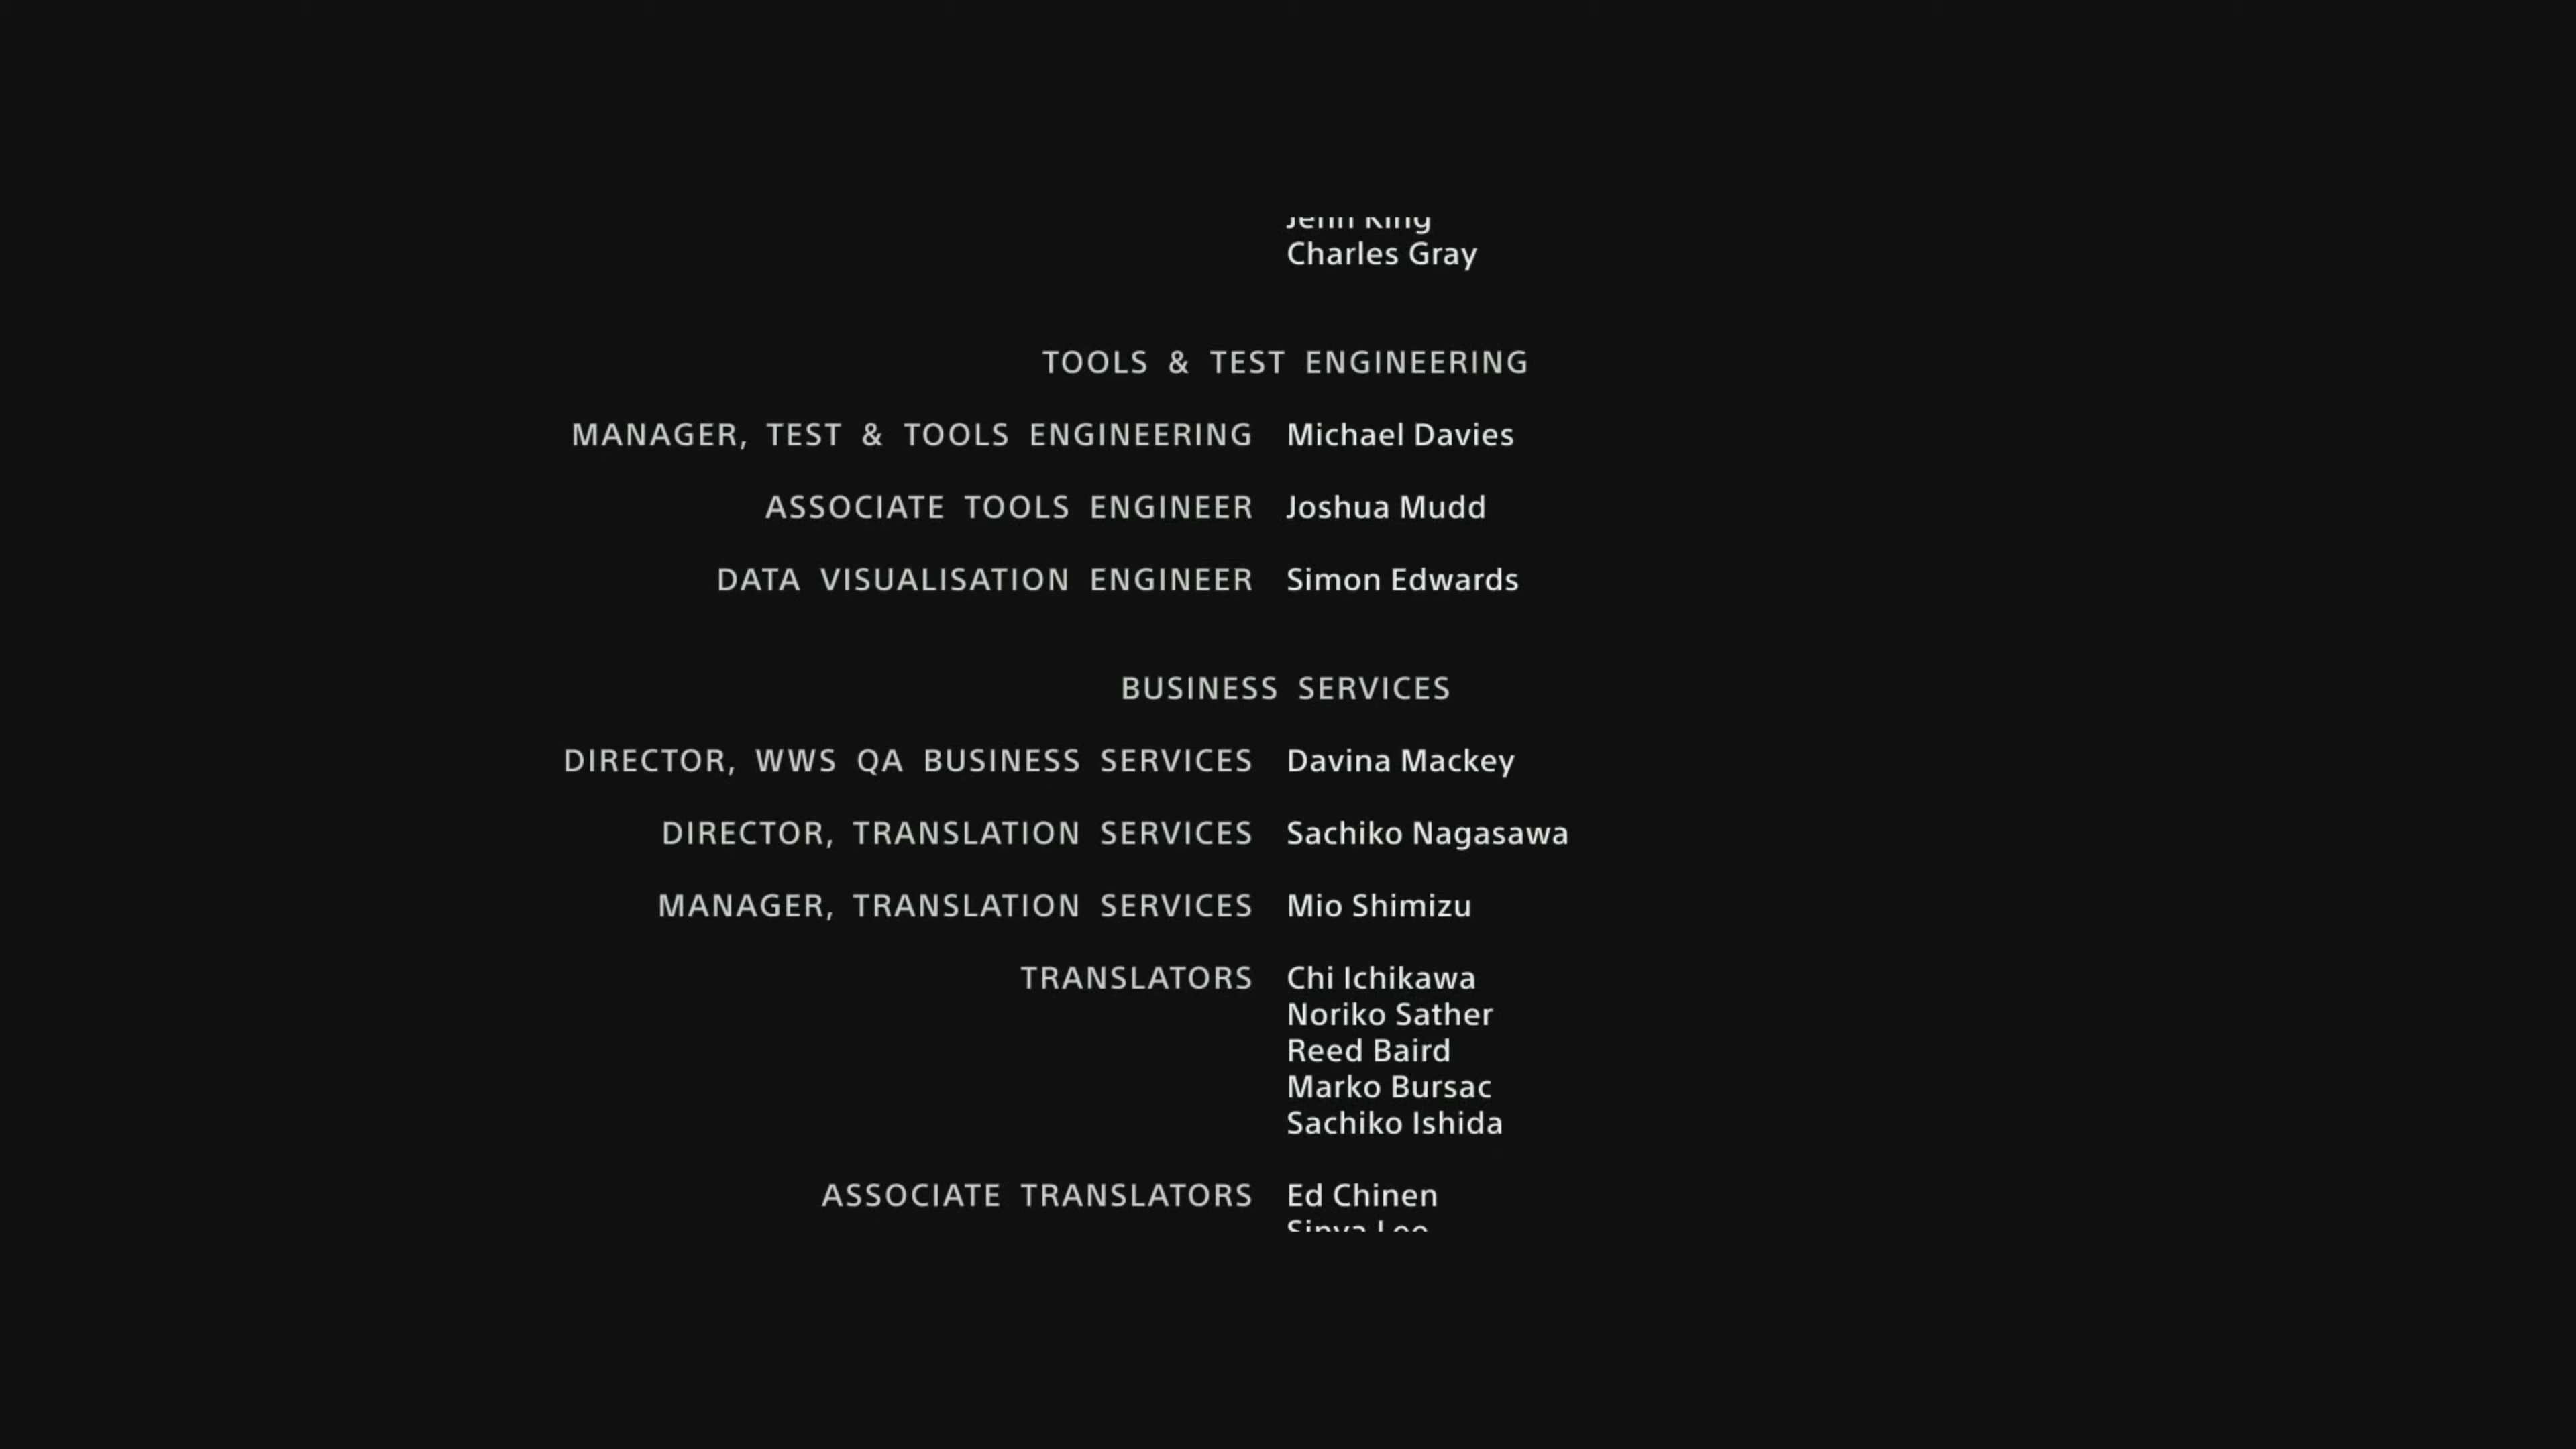 Jenn King
Charles Gray
TOOLS & TEST ENGINEERING
MANAGER, TEST & TOOLS ENGINEERING Michael Davies
ASSOCIATE TOOLS ENGINEER Joshua Mudd
DATA VISUALISATION ENGINEER Simon Edwards
BUSINESS SERVICES
DIRECTOR, WWS QA BUSINESS SERVICES Davina Mackey
DIRECTOR, TRANSLATION SERVICES Sachiko Nagasawa
MANAGER, TRANSLATION SERVICES Mio Shimizu
TRANSLATORS Chi Ichikawa
Noriko Sather
Reed Baird
Marko Bursac
Sachiko Ishida
ASSOCIATE TRANSLATORS Ed Chinen